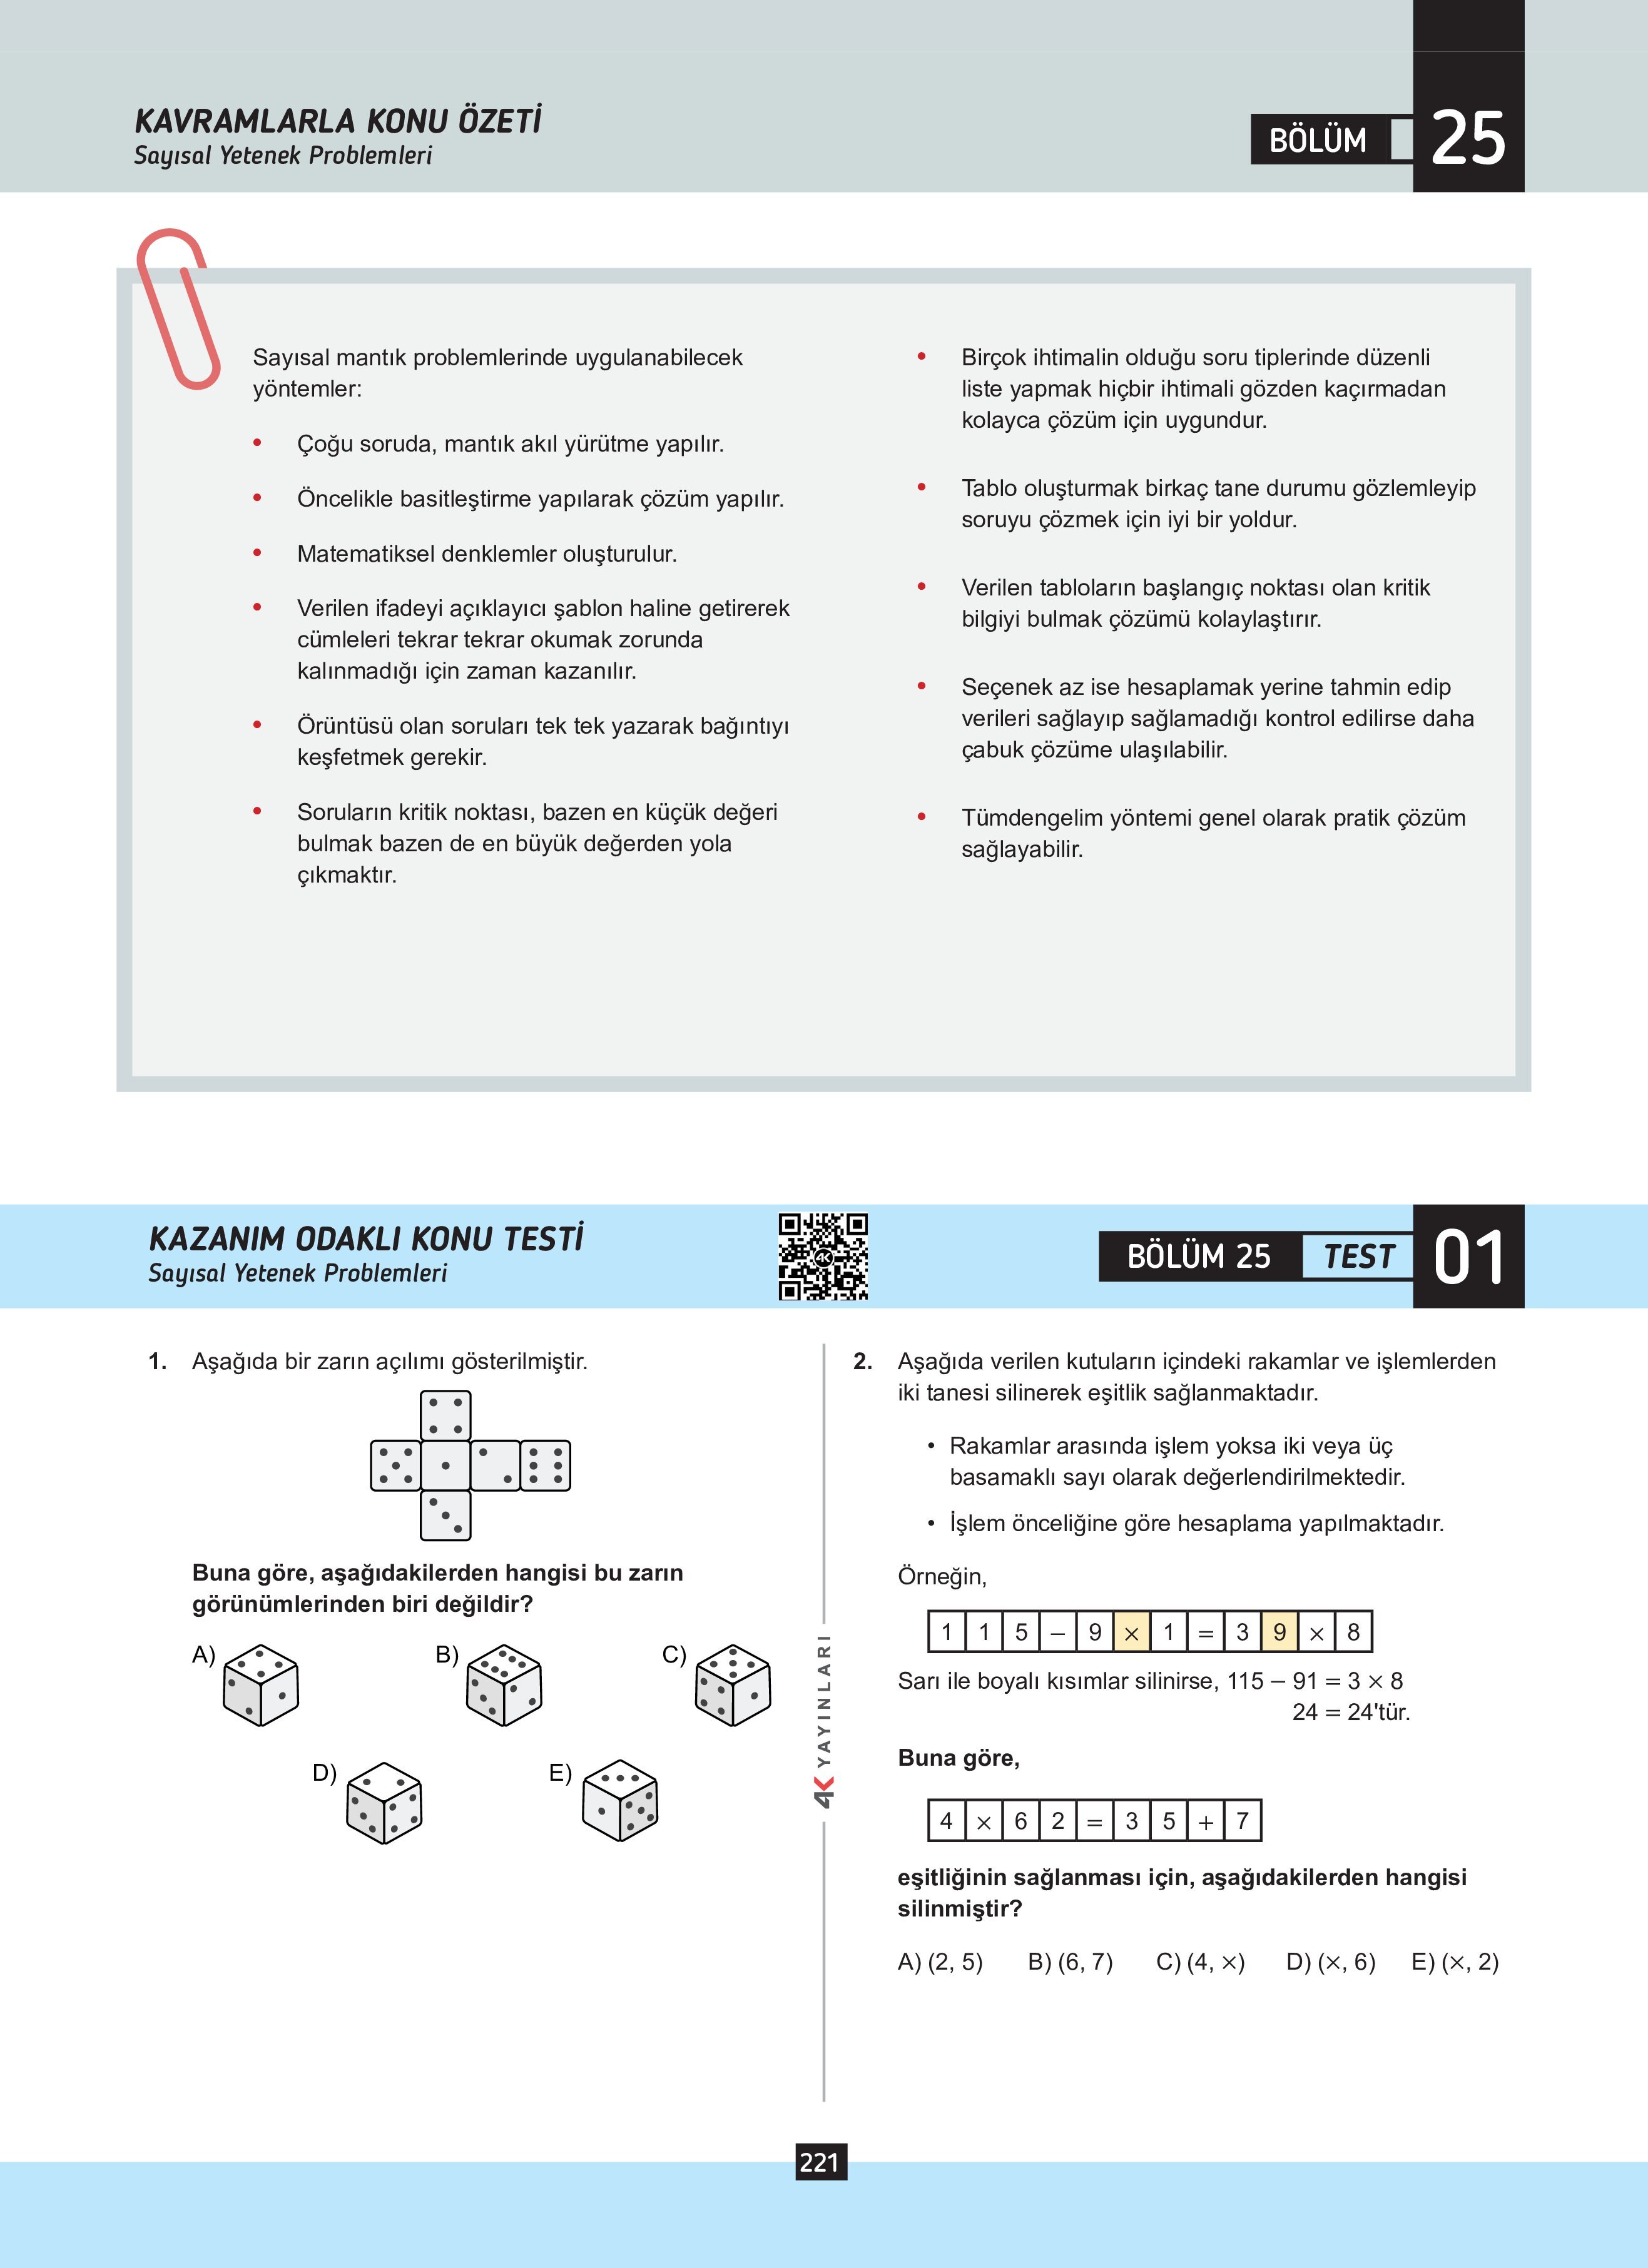 KAVRAMLARLA KONU ÖZETİ
Sayısal Yetenek Problemleri
BÖLÜM 25
Sayısal mantık problemlerinde uygulanabilecek
yöntemler:
• Çoğu soruda, mantık akıl yürütme yapılır.
• Öncelikle basitleştirme yapılarak çözüm yapılır.
• Matematiksel denklemler oluşturulur.
• Verilen ifadeyi açıklayıcı şablon haline getirerek
cümleleri tekrar tekrar okumak zorunda
kalınmadığı için zaman kazanılır.
• Örüntüsü olan soruları tek tek yazarak bağıntıyı
keşfetmek gerekir.
• Soruların kritik noktası, bazen en küçük değeri
bulmak bazen de en büyük değerden yola
çıkmaktır.
• Birçok ihtimalin olduğu soru tiplerinde düzenli
liste yapmak hiçbir ihtimali gözden kaçırmadan
kolayca çözüm için uygundur.
• Tablo oluşturmak birkaç tane durumu gözlemleyip
soruyu çözmek için iyi bir yoldur.
• Verilen tabloların başlangıç noktası olan kritik
bilgiyi bulmak çözümü kolaylaştırır.
• Seçenek az ise hesaplamak yerine tahmin edip
verileri sağlayıp sağlamadığı kontrol edilirse daha
çabuk çözüme ulaşılabilir.
• Tümdengelim yöntemi genel olarak pratik çözüm
sağlayabilir.
KAZANIM ODAKLI KONU TESTİ
Sayısal Yetenek Problemleri
4K
BÖLÜM 25 TEST 01
1. Aşağıda bir zarın açılımı gösterilmiştir.
Buna göre, aşağıdakilerden hangisi bu zarın
görünümlerinden biri değildir?
A) B) C)
D) E)
4K YAYINLARI
2. Aşağıda verilen kutuların içindeki rakamlar ve işlemlerden
iki tanesi silinerek eşitlik sağlanmaktadır.
• Rakamlar arasında işlem yoksa iki veya üç
basamaklı sayı olarak değerlendirilmektedir.
• İşlem önceliğine göre hesaplama yapılmaktadır.
Örneğin,
1 1 5 – 9 × 1 = 3 9 × 8
Sarı ile boyalı kısımlar silinirse, 115 – 91 = 3 × 8
24 = 24'tür.
Buna göre,
4 × 6 2 = 3 5 + 7
eşitliğinin sağlanması için, aşağıdakilerden hangisi
silinmiştir?
A) (2, 5) B) (6, 7) C) (4, ×) D) (×, 6) E) (×, 2)
221